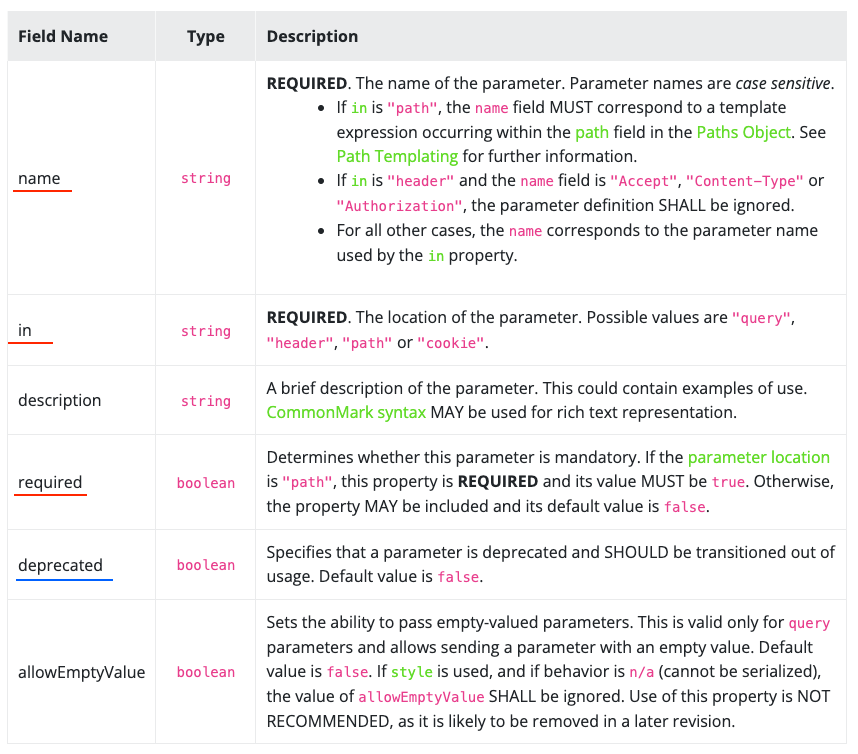 Field Name Type Description
name string REQUIRED. The name of the parameter. Parameter names are case sensitive.
• If in is "path", the name field MUST correspond to a template
expression occurring within the path field in the Paths Object. See
Path Templating for further information.
• If in is "header" and the name field is "Accept", "Content-Type" or
"Authorization", the parameter definition SHALL be ignored.
• For all other cases, the name corresponds to the parameter name
used by the in property.
in string REQUIRED. The location of the parameter. Possible values are "query",
"header", "path" or "cookie".
description string A brief description of the parameter. This could contain examples of use.
CommonMark syntax MAY be used for rich text representation.
required boolean Determines whether this parameter is mandatory. If the parameter location
is "path", this property is REQUIRED and its value MUST be true. Otherwise,
the property MAY be included and its default value is false.
deprecated boolean Specifies that a parameter is deprecated and SHOULD be transitioned out of
usage. Default value is false.
allowEmptyValue boolean Sets the ability to pass empty-valued parameters. This is valid only for query
parameters and allows sending a parameter with an empty value. Default
value is false. If style is used, and if behavior is n/a (cannot be serialized),
the value of allowEmptyValue SHALL be ignored. Use of this property is NOT
RECOMMENDED, as it is likely to be removed in a later revision.